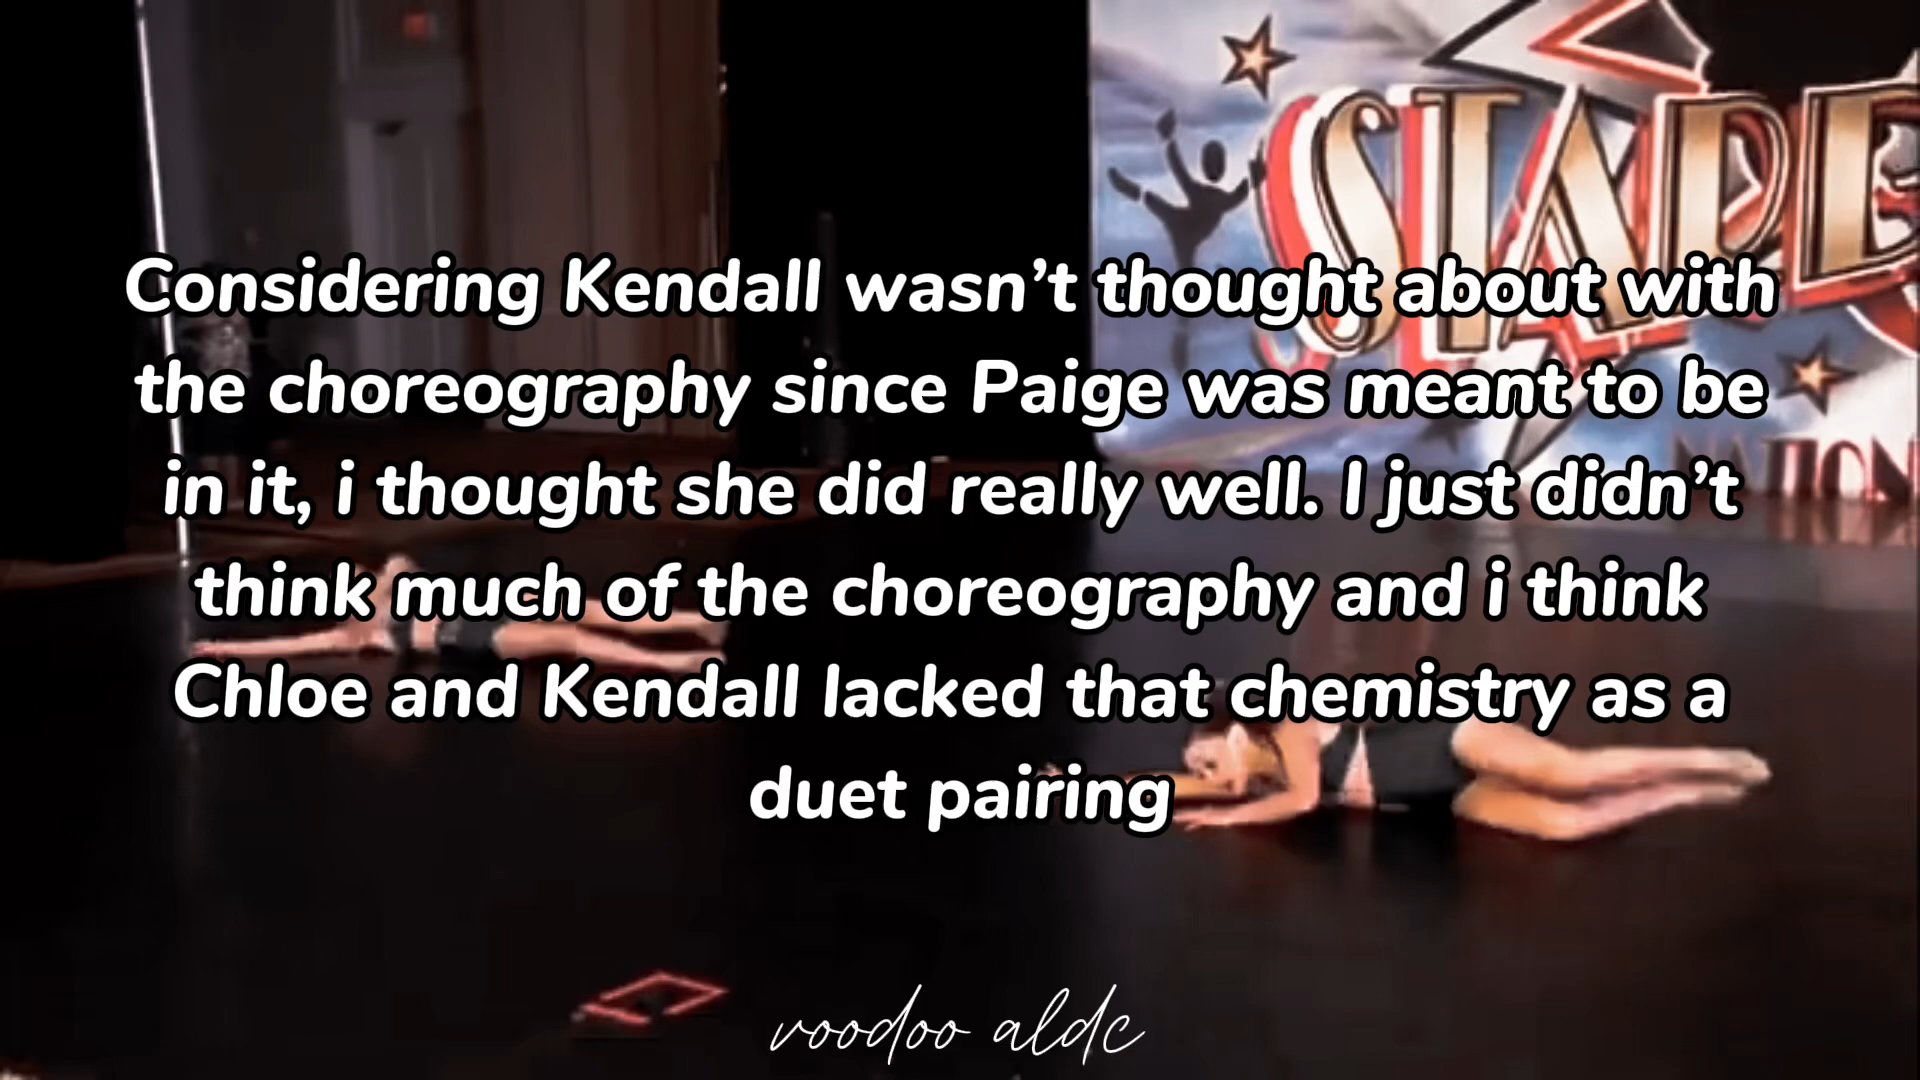 STARP
NATION
Considering Kendall wasn’t thought about with
the choreography since Paige was meant to be
in it, i thought she did really well. I just didn’t
think much of the choreography and i think
Chloe and Kendall lacked that chemistry as a
duet pairing
voodoo aldc